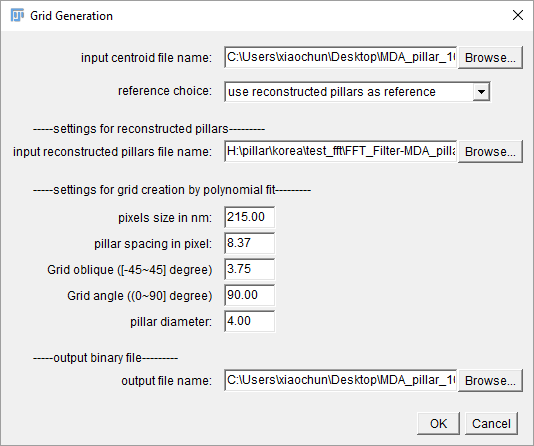 Grid Generation
input centroid file name: C:\Users\xiaochun\Desktop\MDA_pillar_10 Browse...
reference choice: use reconstructed pillars as reference
-----settings for reconstructed pillars---------
input reconstructed pillars file name: H:\pillar\korea\test_fft\FFT_Filter-MDA_pilla Browse...
-----settings for grid creation by polynomial fit---------
pixels size in nm: 215.00
pillar spacing in pixel: 8.37
Grid oblique ([-45~45] degree) 3.75
Grid angle ((0~90] degree) 90.00
pillar diameter: 4.00
-----output binary file---------
output file name: C:\Users\xiaochun\Desktop\MDA_pillar_10 Browse...
OK Cancel